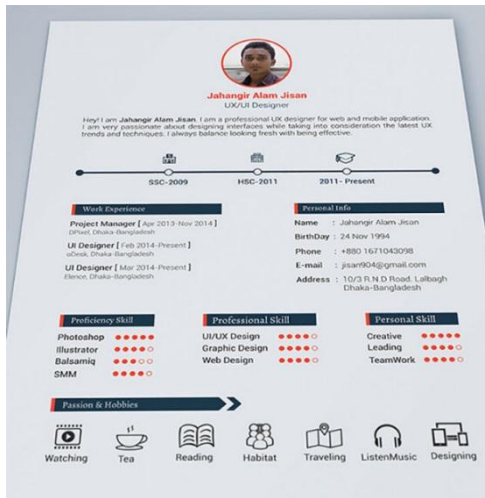 Jahangir Alam Jisan
UX/UI Designer
Hey! I am Jahangir Alam Jisan. I am a professional UX designer for web and mobile application.
I am very passionate about designing interfaces while taking into consideration the latest UX
trends and techniques. I always balance looking fresh with being effective.
SSC-2009
HSC-2011
2011- Present
Work Experience
Project Manager [ Apr 2013-Nov 2014 ]
DPixel, Dhaka-Bangladesh
UI Designer [ Feb 2014-Present ]
oDesk, Dhaka-Bangladesh
UI Designer [ Mar 2014-Present ]
Elence, Dhaka-Bangladesh
Personal Info
Name : Jahangir Alam Jisan
BirthDay : 24 Nov 1994
Phone : +880 1671043098
E-mail : jisan904@gmail.com
Address : 10/3 R.N.D Road. Lalbagh
Dhaka-Bangladesh
Proficiency Skill
Photoshop
Illustrator
Balsamiq
SMM
Professional Skill
UI/UX Design
Graphic Design
Web Design
Personal Skill
Creative
Leading
TeamWork
Passion & Hobbies
Watching
Tea
Reading
Habitat
Traveling
ListenMusic
Designing